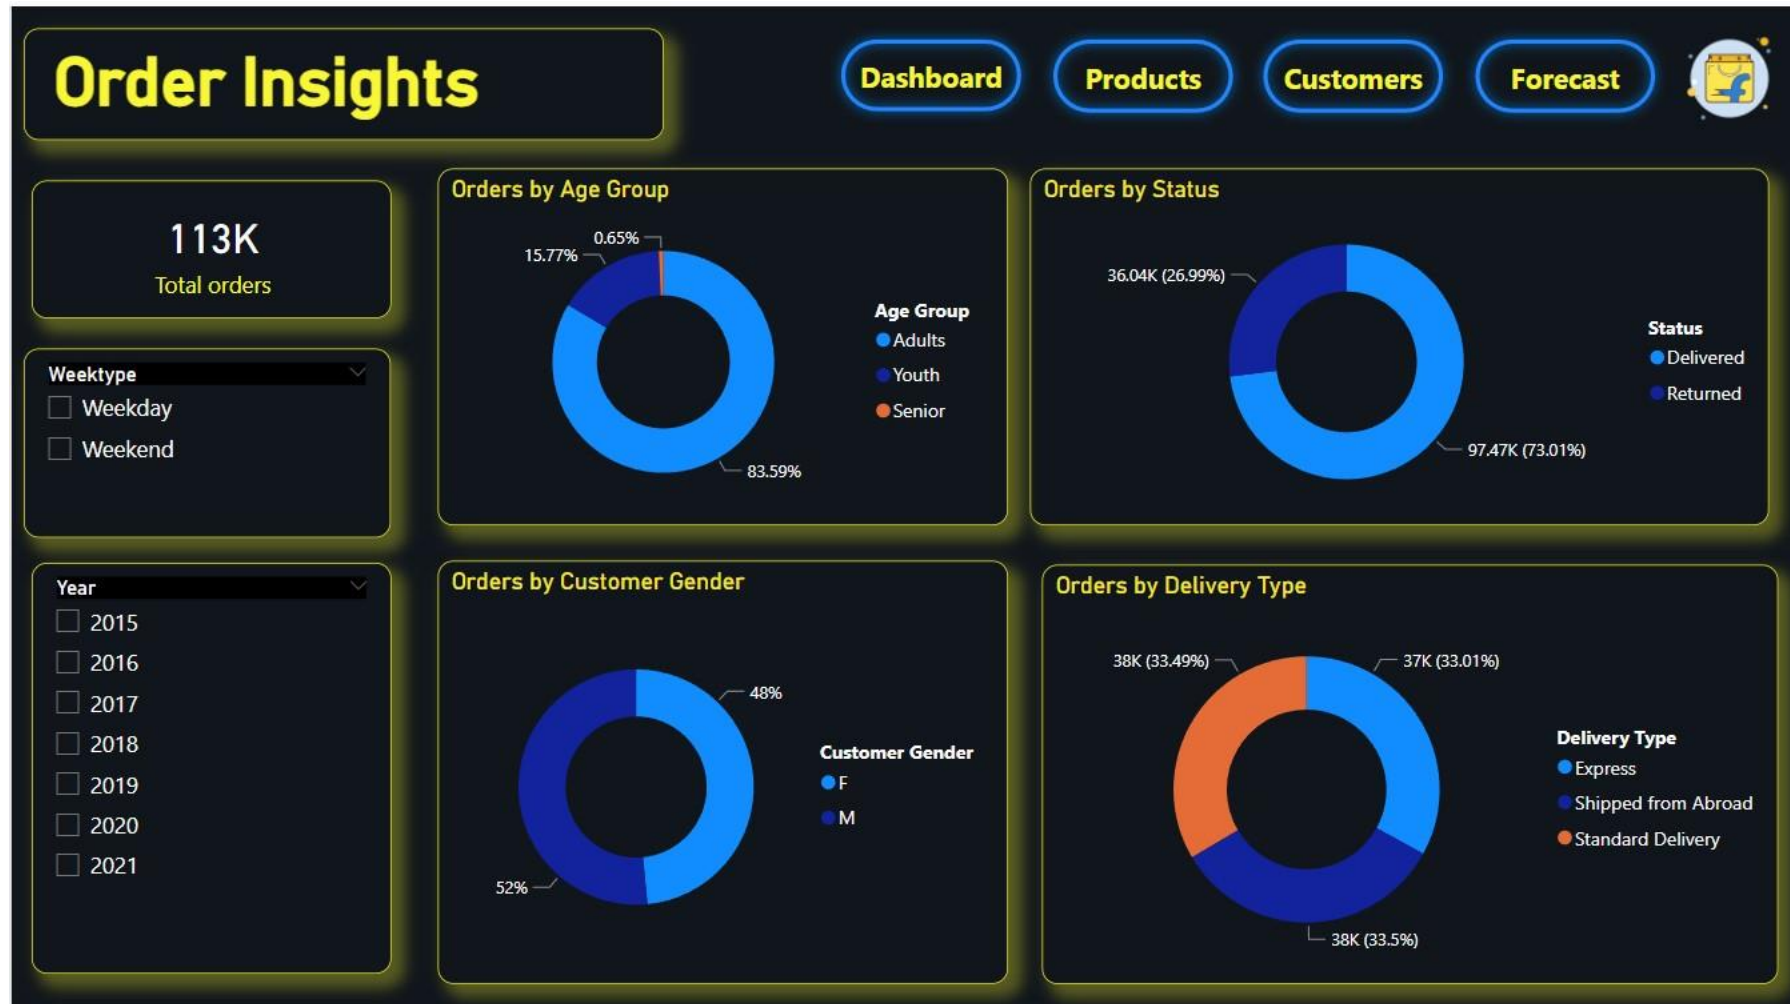 Order Insights
Dashboard
Products
Customers
Forecast
113K
Total orders
Weektype
Weekday
Weekend
Year
2015
2016
2017
2018
2019
2020
2021
Orders by Age Group
0.65%
15.77%
83.59%
Age Group
Adults
Youth
Senior
Orders by Status
36.04K (26.99%)
97.47K (73.01%)
Status
Delivered
Returned
Orders by Customer Gender
48%
52%
Customer Gender
F
M
Orders by Delivery Type
38K (33.49%)
37K (33.01%)
38K (33.5%)
Delivery Type
Express
Shipped from Abroad
Standard Delivery